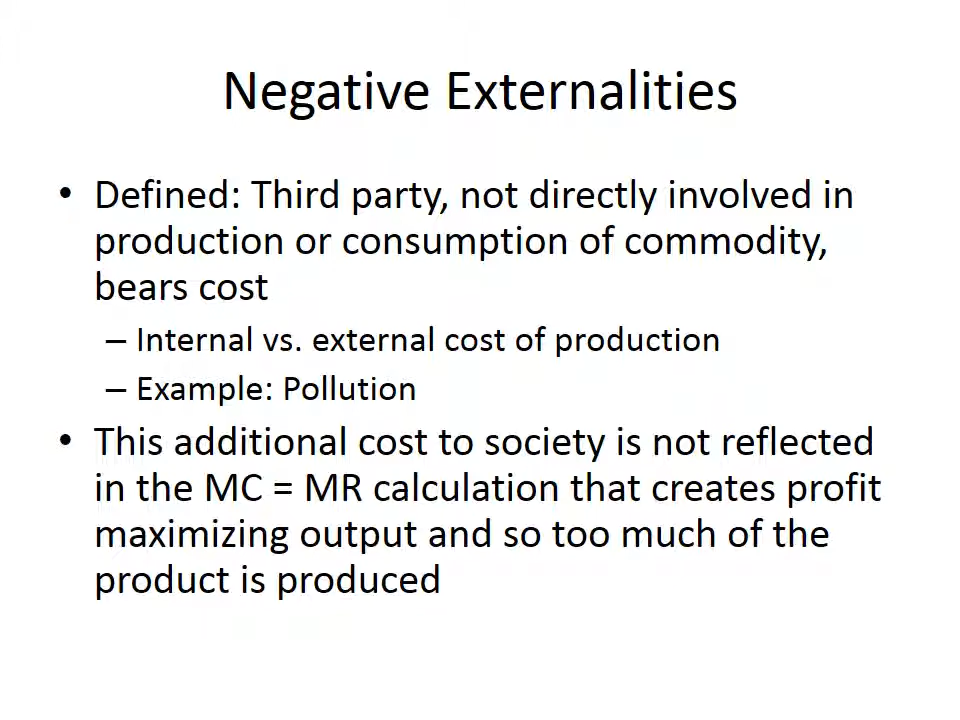 Negative Externalities
• Defined: Third party, not directly involved in
production or consumption of commodity,
bears cost
– Internal vs. external cost of production
– Example: Pollution
• This additional cost to society is not reflected
in the MC = MR calculation that creates profit
maximizing output and so too much of the
product is produced